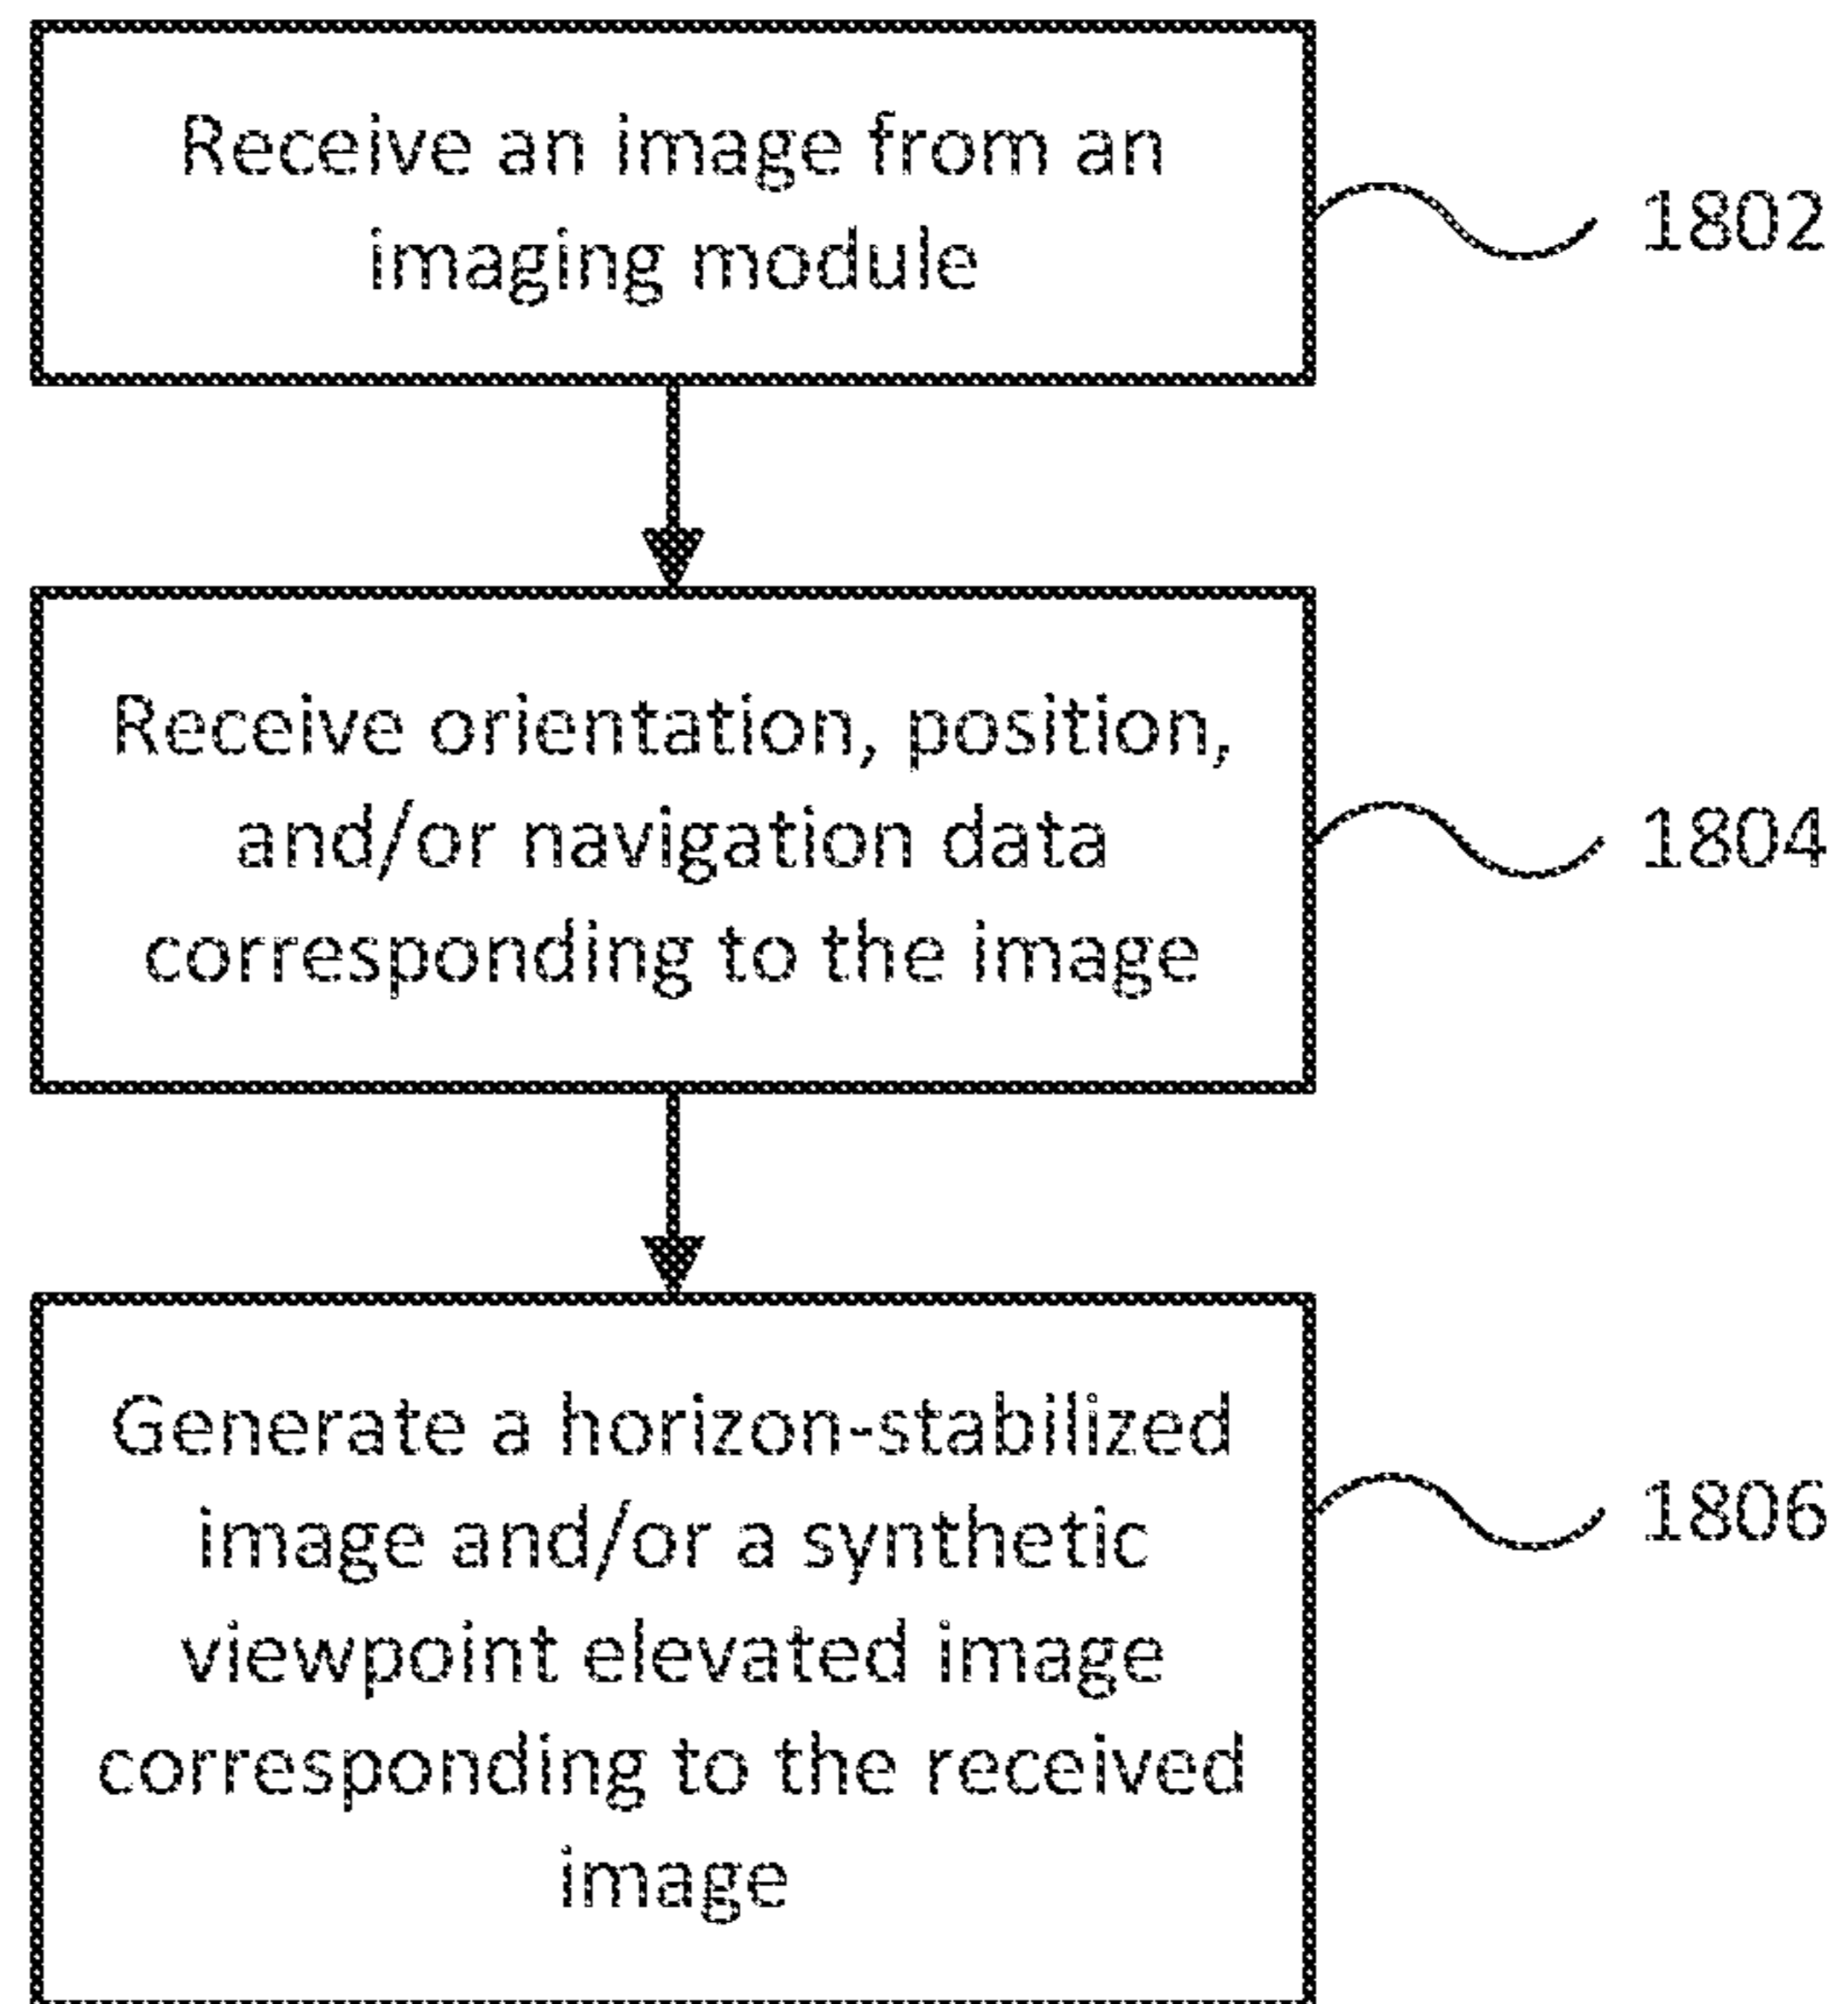 Receive an image from an
imaging module
1802
Receive orientation, position,
and/or navigation data
corresponding to the image
1804
Generate a horizon-stabilized
image and/or a synthetic
viewpoint elevated image
corresponding to the received
image
1806